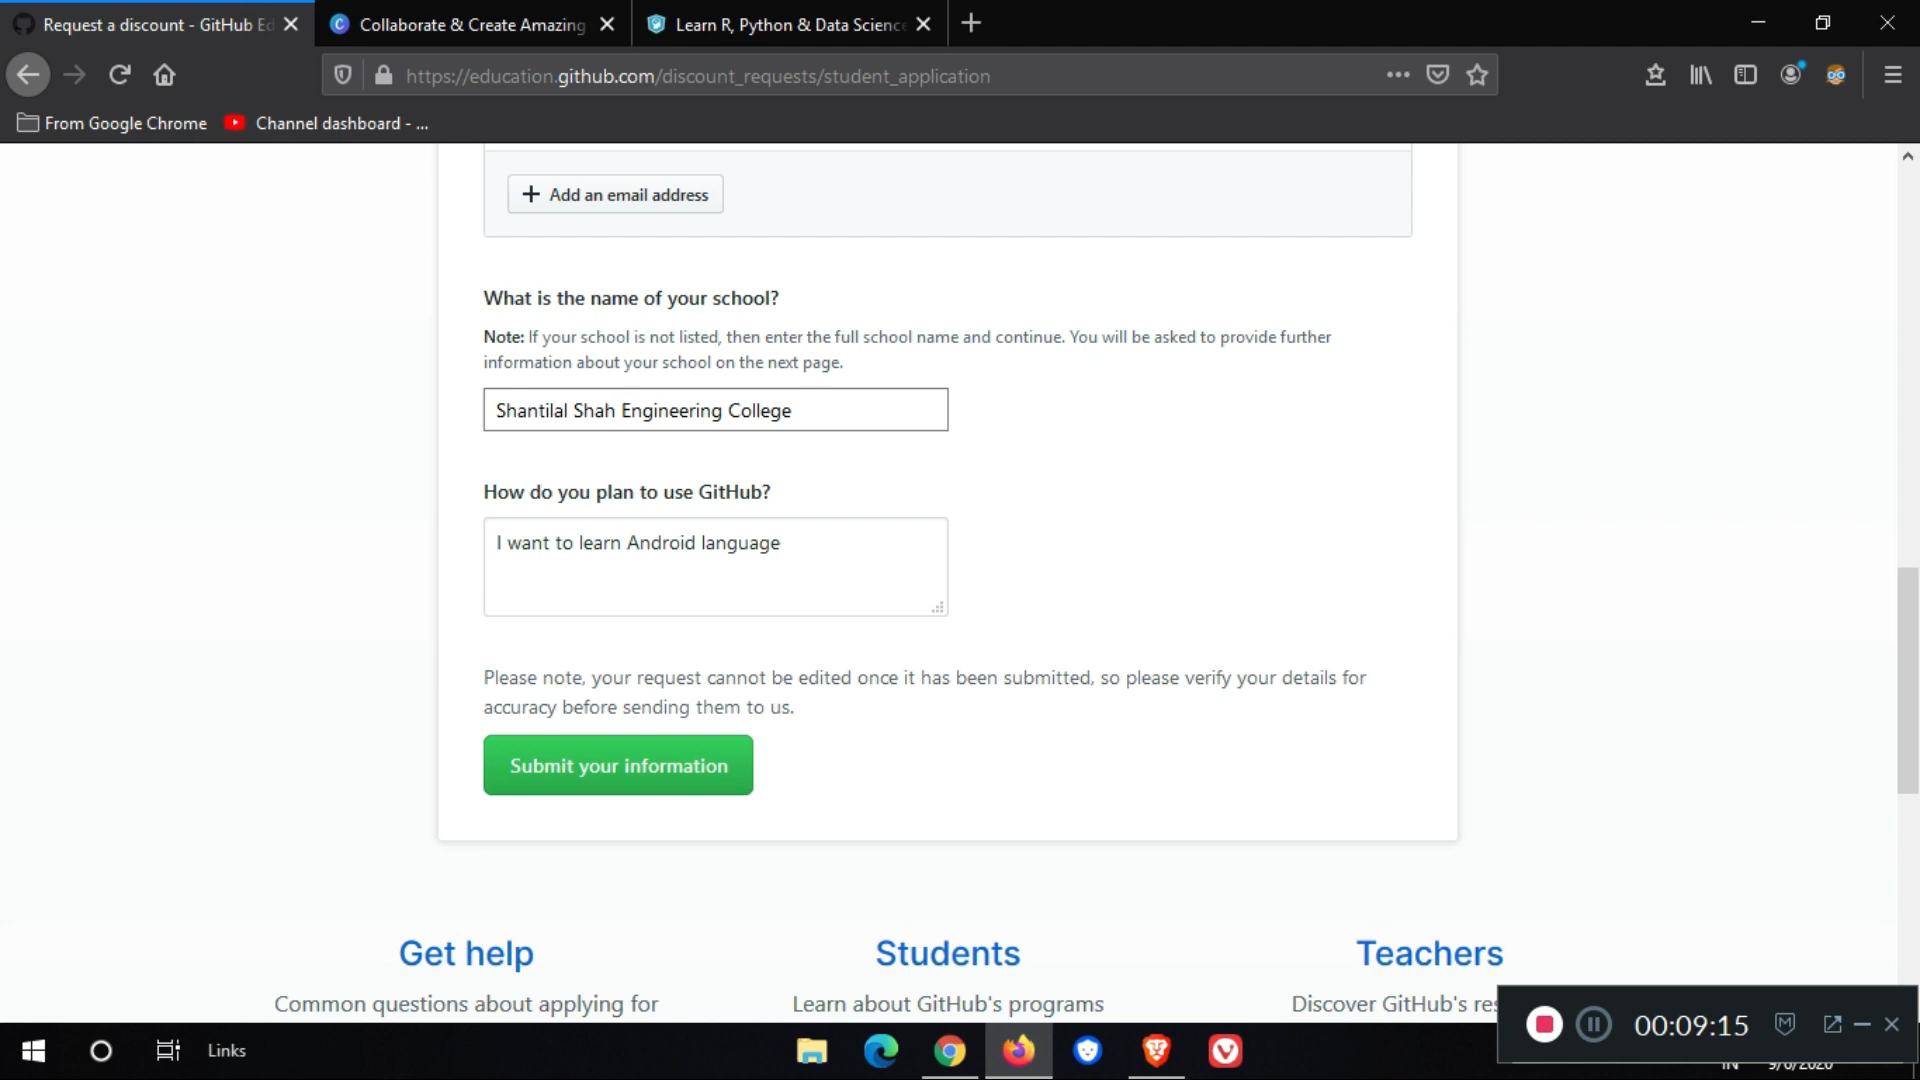 Request a discount - GitHub Ed
Collaborate & Create Amazing
Learn R, Python & Data Science
https://education.github.com/discount_requests/student_application
From Google Chrome
Channel dashboard - ...
Add an email address
What is the name of your school?
Note: If your school is not listed, then enter the full school name and continue. You will be asked to provide further
information about your school on the next page.
Shantilal Shah Engineering College
How do you plan to use GitHub?
I want to learn Android language
Please note, your request cannot be edited once it has been submitted, so please verify your details for
accuracy before sending them to us.
Submit your information
Get help
Students
Teachers
Common questions about applying for
Learn about GitHub's programs
Discover GitHub's res
00:09:15
Links
IN